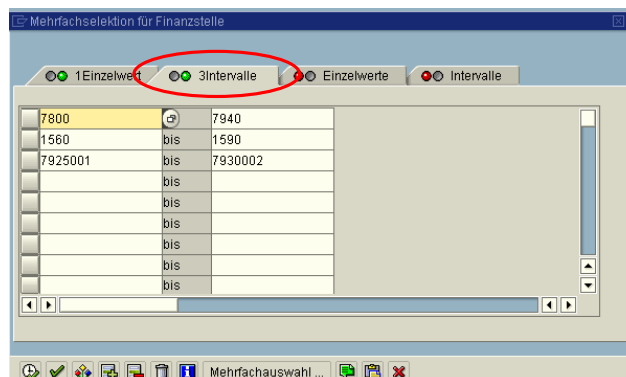 Mehrfachselektion für Finanzstelle
1Einzelwert 3Intervalle Einzelwerte Intervalle
7800 7940
1560 bis 1590
7925001 bis 7930002
bis
bis
bis
bis
bis
bis
Mehrfachauswahl ...